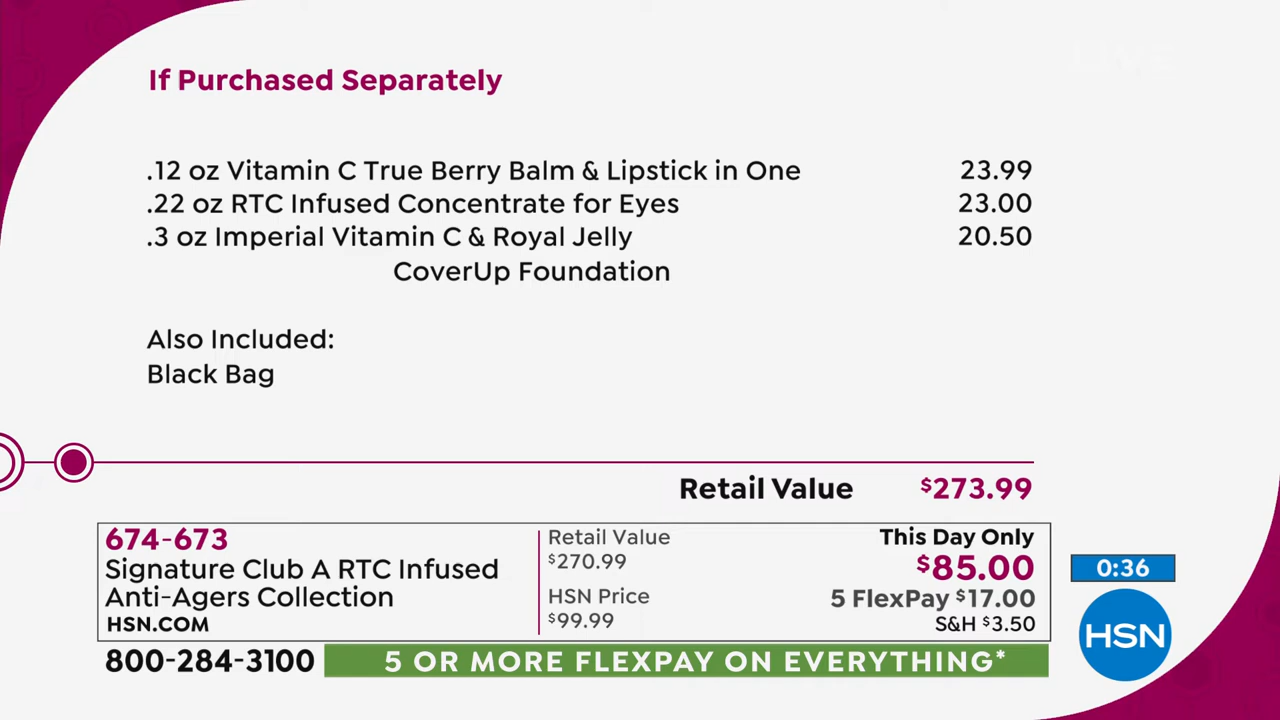 If Purchased Separately
.12 oz Vitamin C True Berry Balm & Lipstick in One 23.99
.22 oz RTC Infused Concentrate for Eyes 23.00
.3 oz Imperial Vitamin C & Royal Jelly 20.50
CoverUp Foundation
Also Included:
Black Bag
Retail Value $273.99
674-673
Signature Club A RTC Infused
Anti-Agers Collection
HSN.COM
Retail Value
$270.99
HSN Price
$99.99
This Day Only
$85.00
5 FlexPay $17.00
S&H $3.50
0:36
HSN
800-284-3100
5 OR MORE FLEXPAY ON EVERYTHING*